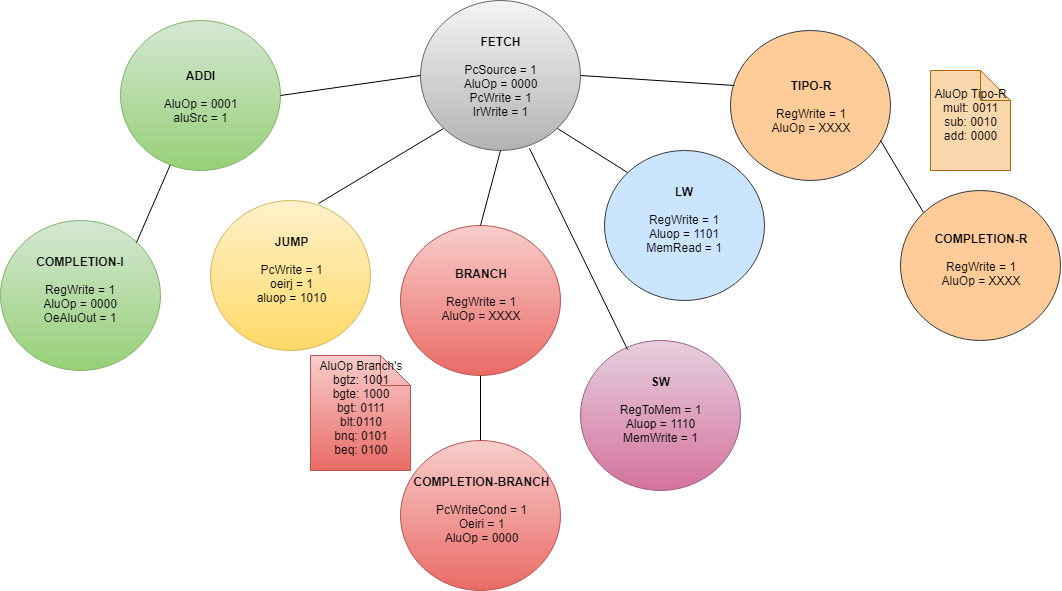 FETCH
PcSource = 1
AluOp = 0000
PcWrite = 1
IrWrite = 1
ADDI
AluOp = 0001
aluSrc = 1
TIPO-R
RegWrite = 1
AluOp = XXXX
AluOp Tipo-R
mult: 0011
sub: 0010
add: 0000
LW
RegWrite = 1
Aluop = 1101
MemRead = 1
COMPLETION-I
RegWrite = 1
AluOp = 0000
OeAluOut = 1
JUMP
PcWrite = 1
oeirj = 1
aluop = 1010
BRANCH
RegWrite = 1
AluOp = XXXX
COMPLETION-R
RegWrite = 1
AluOp = XXXX
AluOp Branch's
bgtz: 1001
bgte: 1000
bgt: 0111
blt:0110
bnq: 0101
beq: 0100
SW
RegToMem = 1
Aluop = 1110
MemWrite = 1
COMPLETION-BRANCH
PcWriteCond = 1
Oeiri = 1
AluOp = 0000